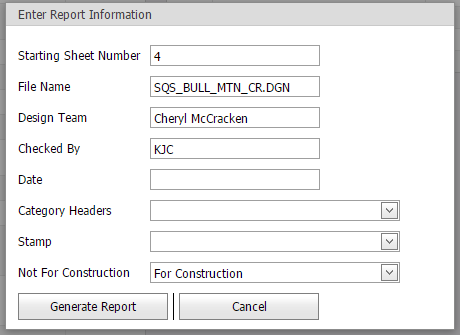 Enter Report Information
Starting Sheet Number 4
File Name SQS_BULL_MTN_CR.DGN
Design Team Cheryl McCracken
Checked By KJC
Date
Category Headers
Stamp
Not For Construction For Construction
Generate Report Cancel